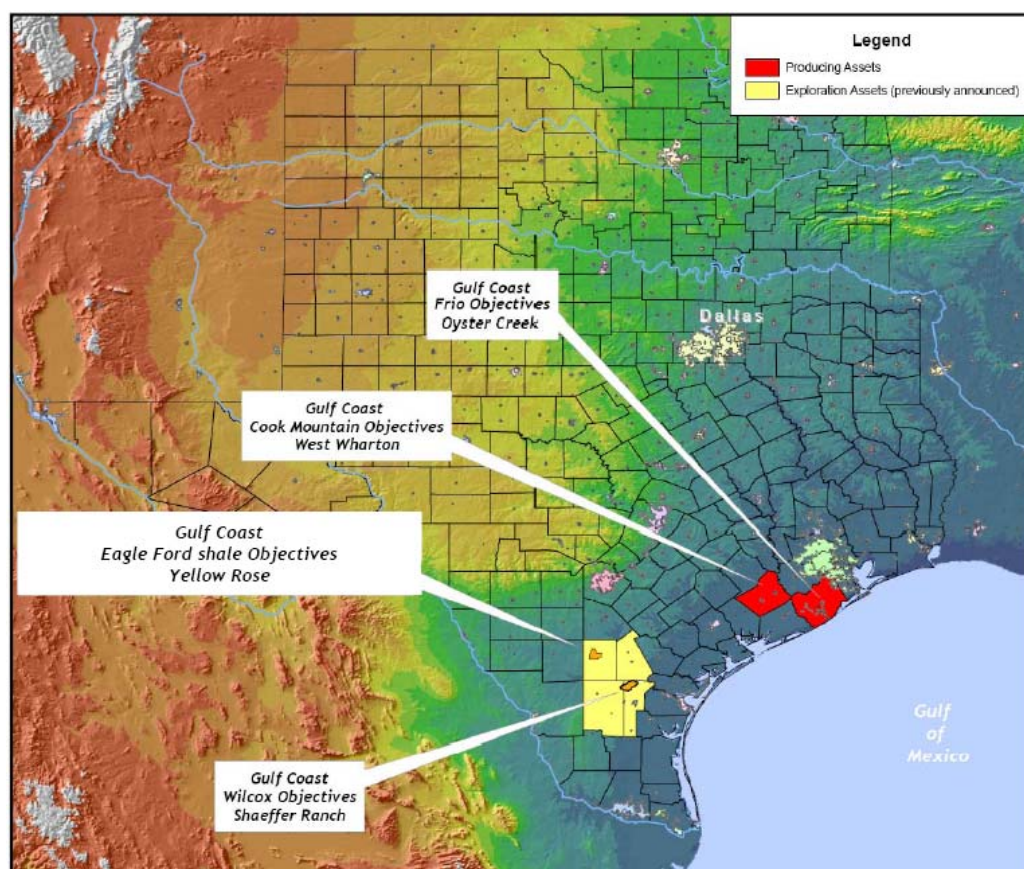 Legend
Producing Assets
Exploration Assets (previously announced)
Gulf Coast
Frio Objectives
Oyster Creek
Dallas
Gulf Coast
Cook Mountain Objectives
West Wharton
Gulf Coast
Eagle Ford shale Objectives
Yellow Rose
Gulf Coast
Wilcox Objectives
Shaeffer Ranch
Gulf
of
Mexico